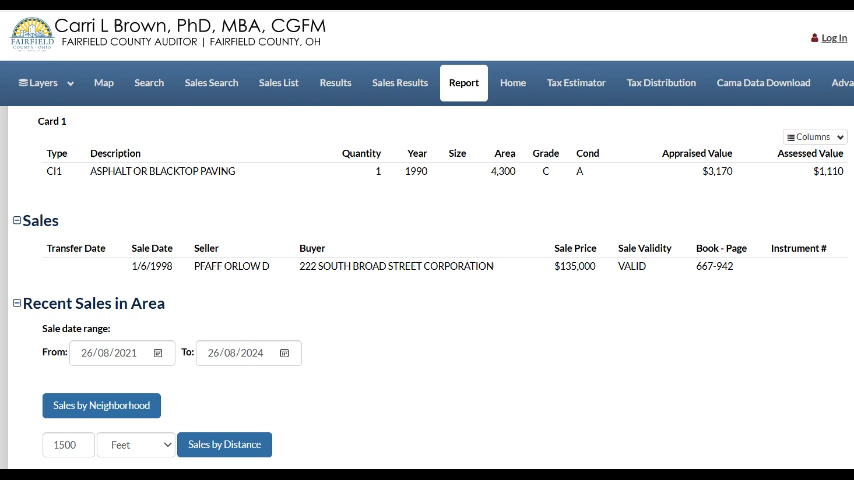 Carri L Brown, PhD, MBA, CGFM
FAIRFIELD COUNTY AUDITOR | FAIRFIELD COUNTY, OH
FAIRFIELD
Log In
Layers Map Search Sales Search Sales List Results Sales Results Report Home Tax Estimator Tax Distribution Cama Data Download Adva
Card 1
Columns
Type Description Quantity Year Size Area Grade Cond Appraised Value Assessed Value
CI1 ASPHALT OR BLACKTOP PAVING 1 1990 4,300 C A $3,170 $1,110
Sales
Transfer Date Sale Date Seller Buyer Sale Price Sale Validity Book - Page Instrument #
1/6/1998 PFAFF ORLOW D 222 SOUTH BROAD STREET CORPORATION $135,000 VALID 667-942
Recent Sales in Area
Sale date range:
From: 26/08/2021 To: 26/08/2024
Sales by Neighborhood
1500 Feet Sales by Distance